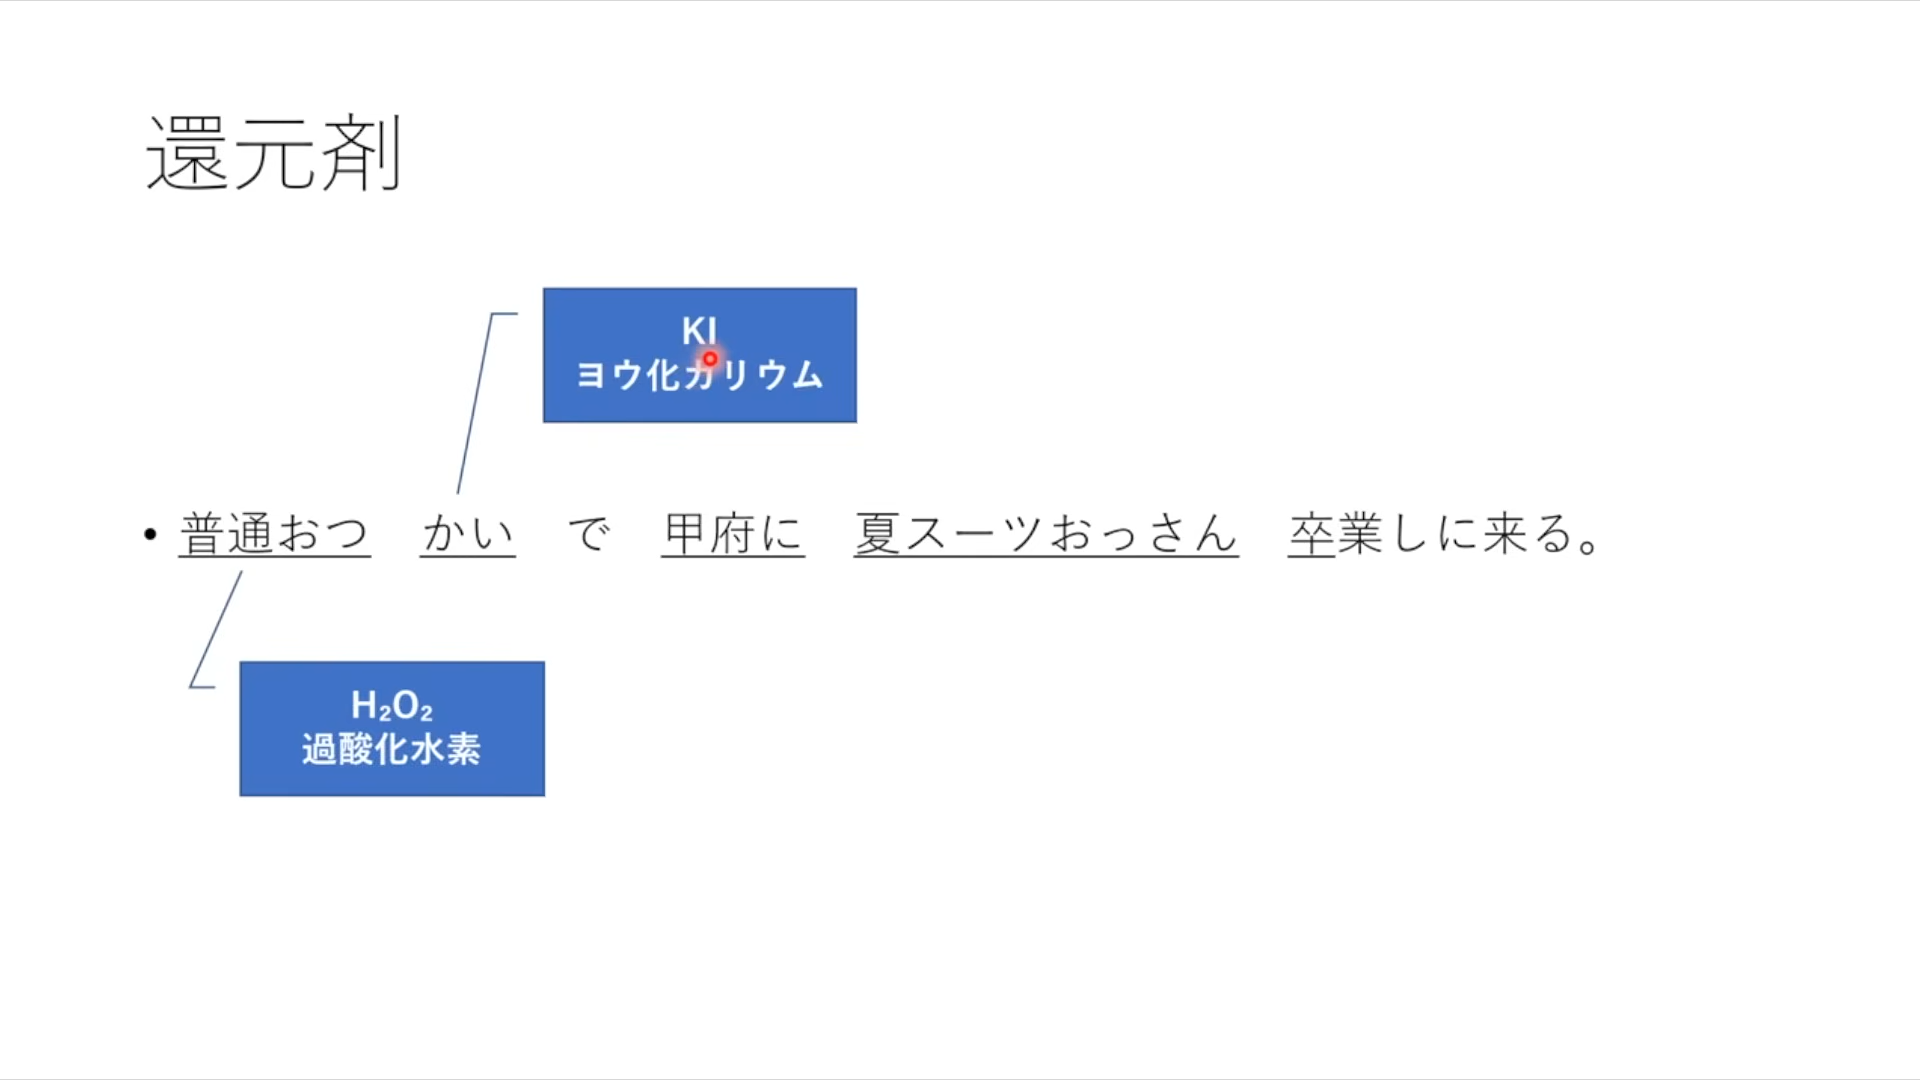 還元剤
KI
ヨウ化カリウム
• 普通おつ　かい　で　甲府に　夏スーツおっさん　卒業しに来る。
H₂O₂
過酸化水素